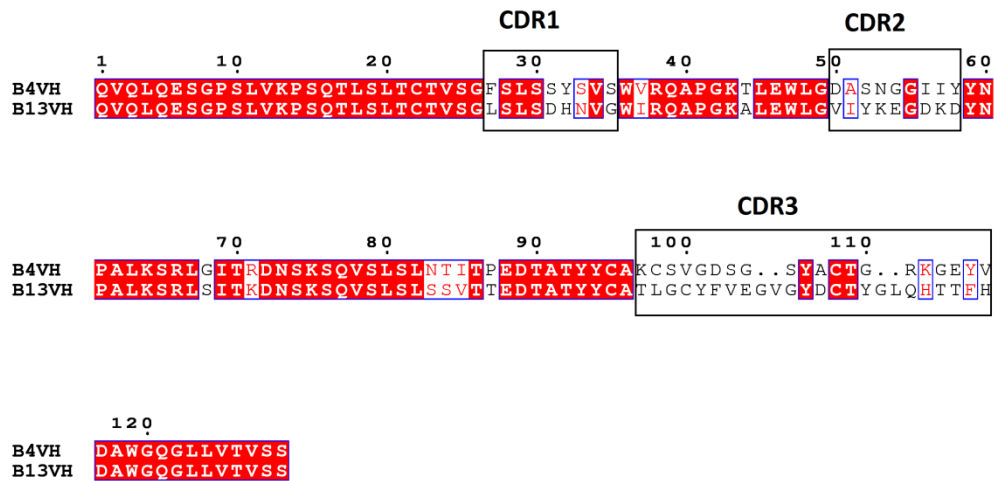 CDR1 CDR2
1 10 20 30 40 50 60
B4VH QVQLQESGPSLVKPSQTLSLTCTVSGFSLSSYSVSWVRQAPGKTLEWLGDASNGGIIYYN
B13VH QVQLQESGPSLVKPSQTLSLTCTVSGLSLSDHNVGWIRQAPGKALEWLGVIYKEGDKDYN
CDR3
70 80 90 100 110
B4VH PALKSRLGITRDNSKSQVSLSLNTITPEDTATYYCAKCSVGDSG..SYACTG..RKGEYV
B13VH PALKSRLSITKDNSKSQVSLSLSSVTTEDTATYYCATLGCYFVEGVGYDCTYGLQHTTFH
120
B4VH DAWGQGLLVTVSS
B13VH DAWGQGLLVTVSS